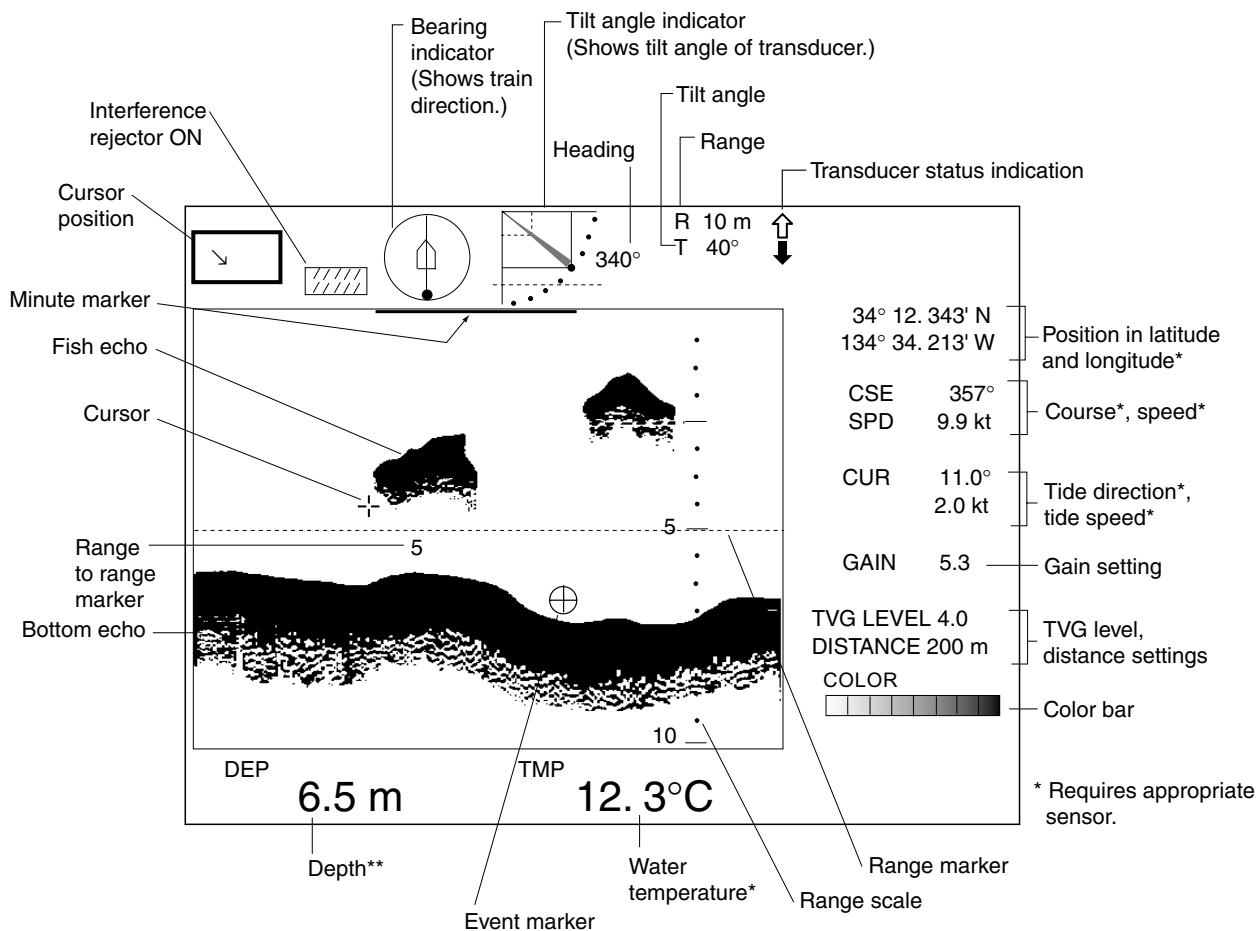 Bearing
indicator
(Shows train
direction.)
Tilt angle indicator
(Shows tilt angle of transducer.)
Tilt angle
Interference
rejector ON
Heading
Range
Transducer status indication
Cursor
position
R 10 m
T 40°
340°
Minute marker
34° 12. 343' N
134° 34. 213' W
Position in latitude
and longitude*
Fish echo
CSE 357°
SPD 9.9 kt
Course*, speed*
Cursor
CUR 11.0°
2.0 kt
Tide direction*,
tide speed*
5
5
Range
to range
marker
GAIN 5.3
Gain setting
Bottom echo
TVG LEVEL 4.0
DISTANCE 200 m
TVG level,
distance settings
COLOR
Color bar
10
DEP
6.5 m
TMP
12. 3°C
* Requires appropriate
sensor.
Depth**
Water
temperature*
Range marker
Range scale
Event marker